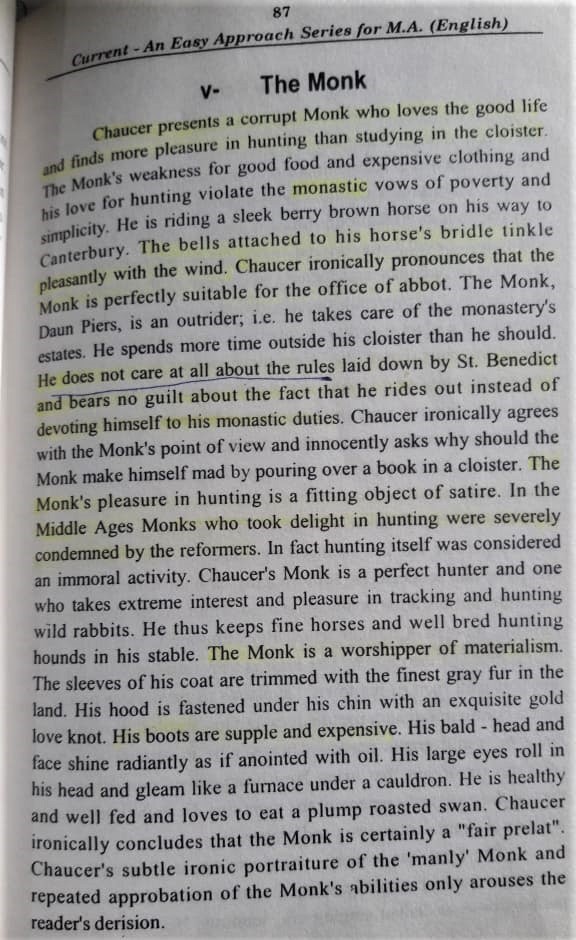 87
Current - An Easy Approach Series for M.A. (English)
v- The Monk
Chaucer presents a corrupt Monk who loves the good life
and finds more pleasure in hunting than studying in the cloister.
The Monk's weakness for good food and expensive clothing and
his love for hunting violate the monastic vows of poverty and
simplicity. He is riding a sleek berry brown horse on his way to
Canterbury. The bells attached to his horse's bridle tinkle
pleasantly with the wind. Chaucer ironically pronounces that the
Monk is perfectly suitable for the office of abbot. The Monk,
Daun Piers, is an outrider; i.e. he takes care of the monastery's
estates. He spends more time outside his cloister than he should.
He does not care at all about the rules laid down by St. Benedict
and bears no guilt about the fact that he rides out instead of
devoting himself to his monastic duties. Chaucer ironically agrees
with the Monk's point of view and innocently asks why should the
Monk make himself mad by pouring over a book in a cloister. The
Monk's pleasure in hunting is a fitting object of satire. In the
Middle Ages Monks who took delight in hunting were severely
condemned by the reformers. In fact hunting itself was considered
an immoral activity. Chaucer's Monk is a perfect hunter and one
who takes extreme interest and pleasure in tracking and hunting
wild rabbits. He thus keeps fine horses and well bred hunting
hounds in his stable. The Monk is a worshipper of materialism.
The sleeves of his coat are trimmed with the finest gray fur in the
land. His hood is fastened under his chin with an exquisite gold
love knot. His boots are supple and expensive. His bald - head and
face shine radiantly as if anointed with oil. His large eyes roll in
his head and gleam like a furnace under a cauldron. He is healthy
and well fed and loves to eat a plump roasted swan. Chaucer
ironically concludes that the Monk is certainly a "fair prelat".
Chaucer's subtle ironic portraiture of the 'manly' Monk and
repeated approbation of the Monk's abilities only arouses the
reader's derision.